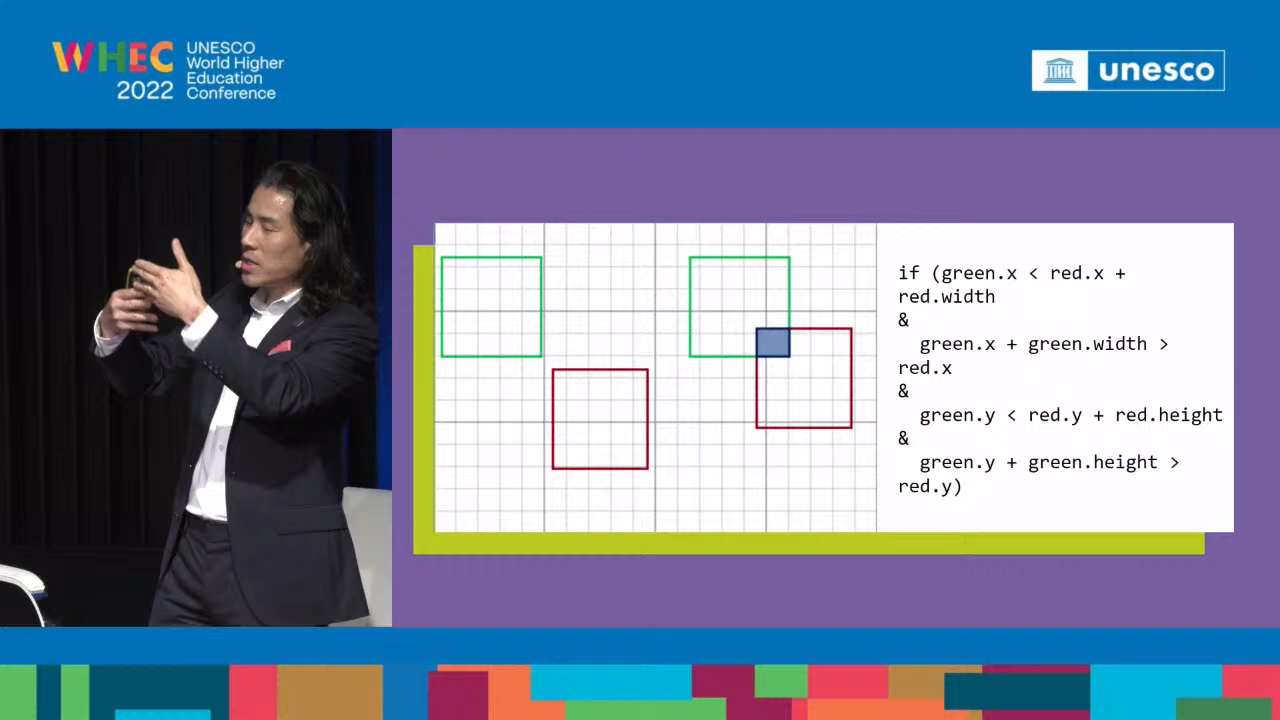 WHEC
2022
UNESCO
World Higher
Education
Conference
unesco
if (green.x < red.x +
red.width
&
green.x + green.width >
red.x
&
green.y < red.y + red.height
&
green.y + green.height >
red.y)